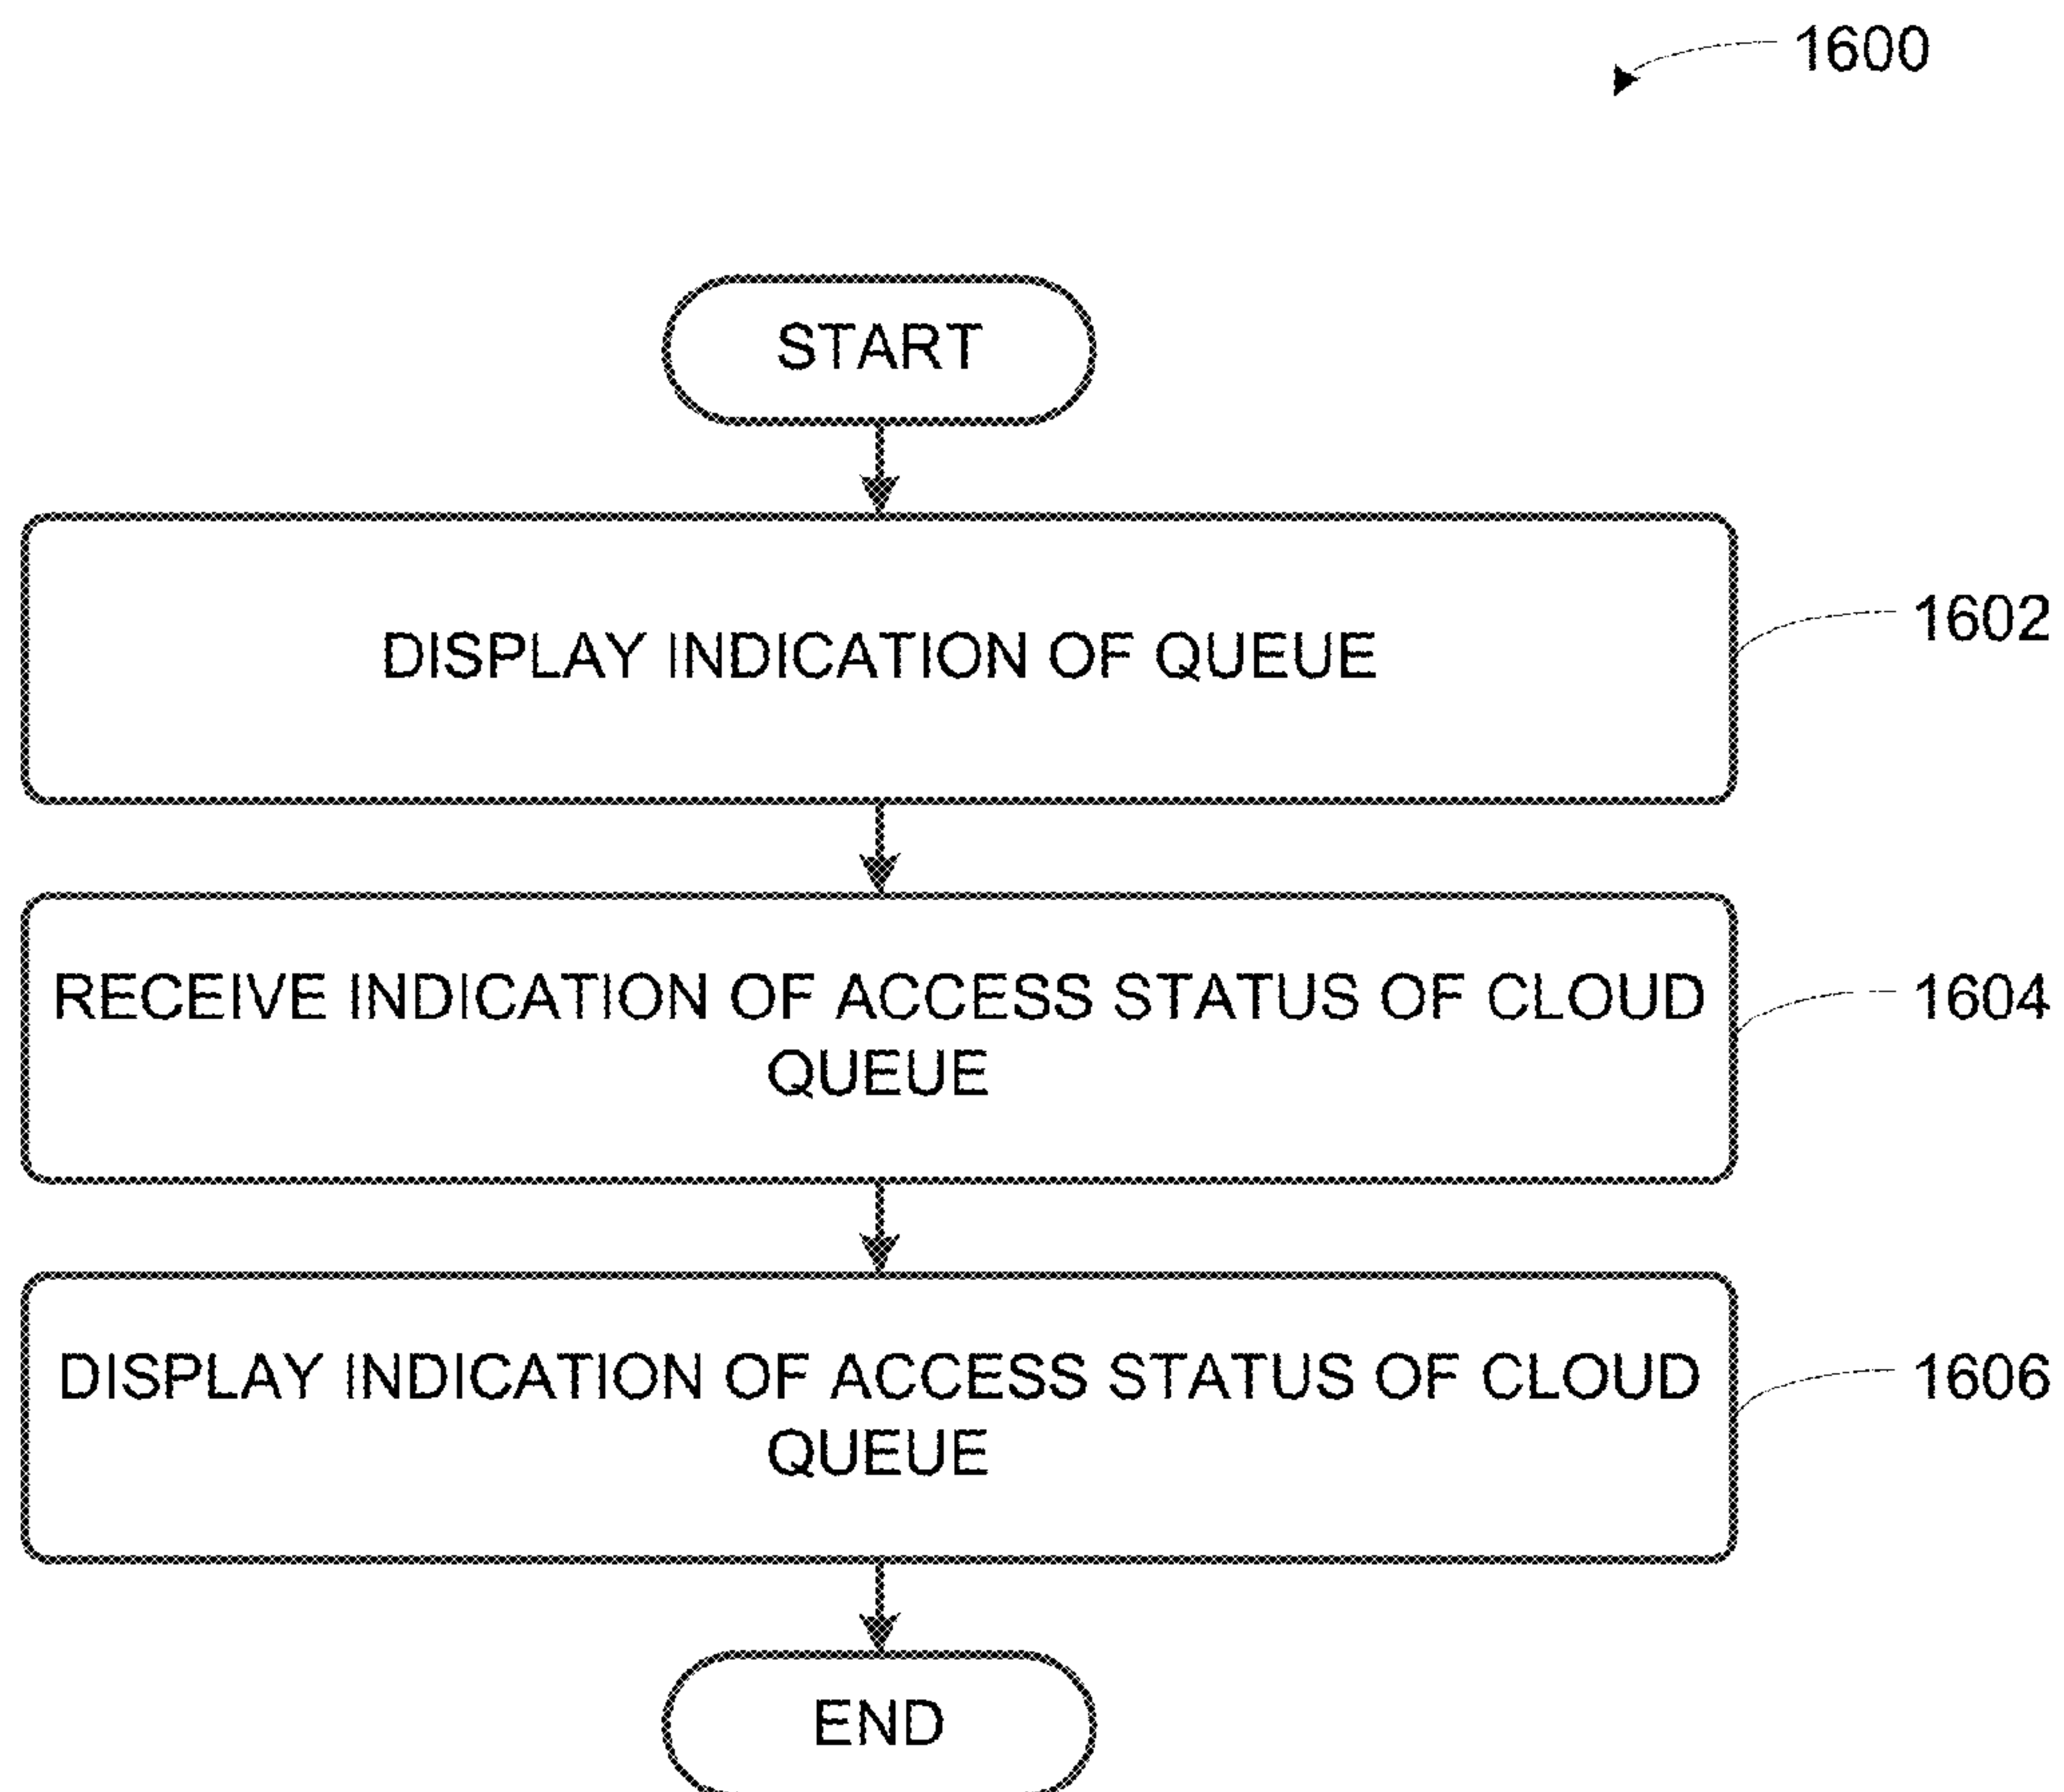 1600
START
DISPLAY INDICATION OF QUEUE
1602
RECEIVE INDICATION OF ACCESS STATUS OF CLOUD
QUEUE
1604
DISPLAY INDICATION OF ACCESS STATUS OF CLOUD
QUEUE
1606
END